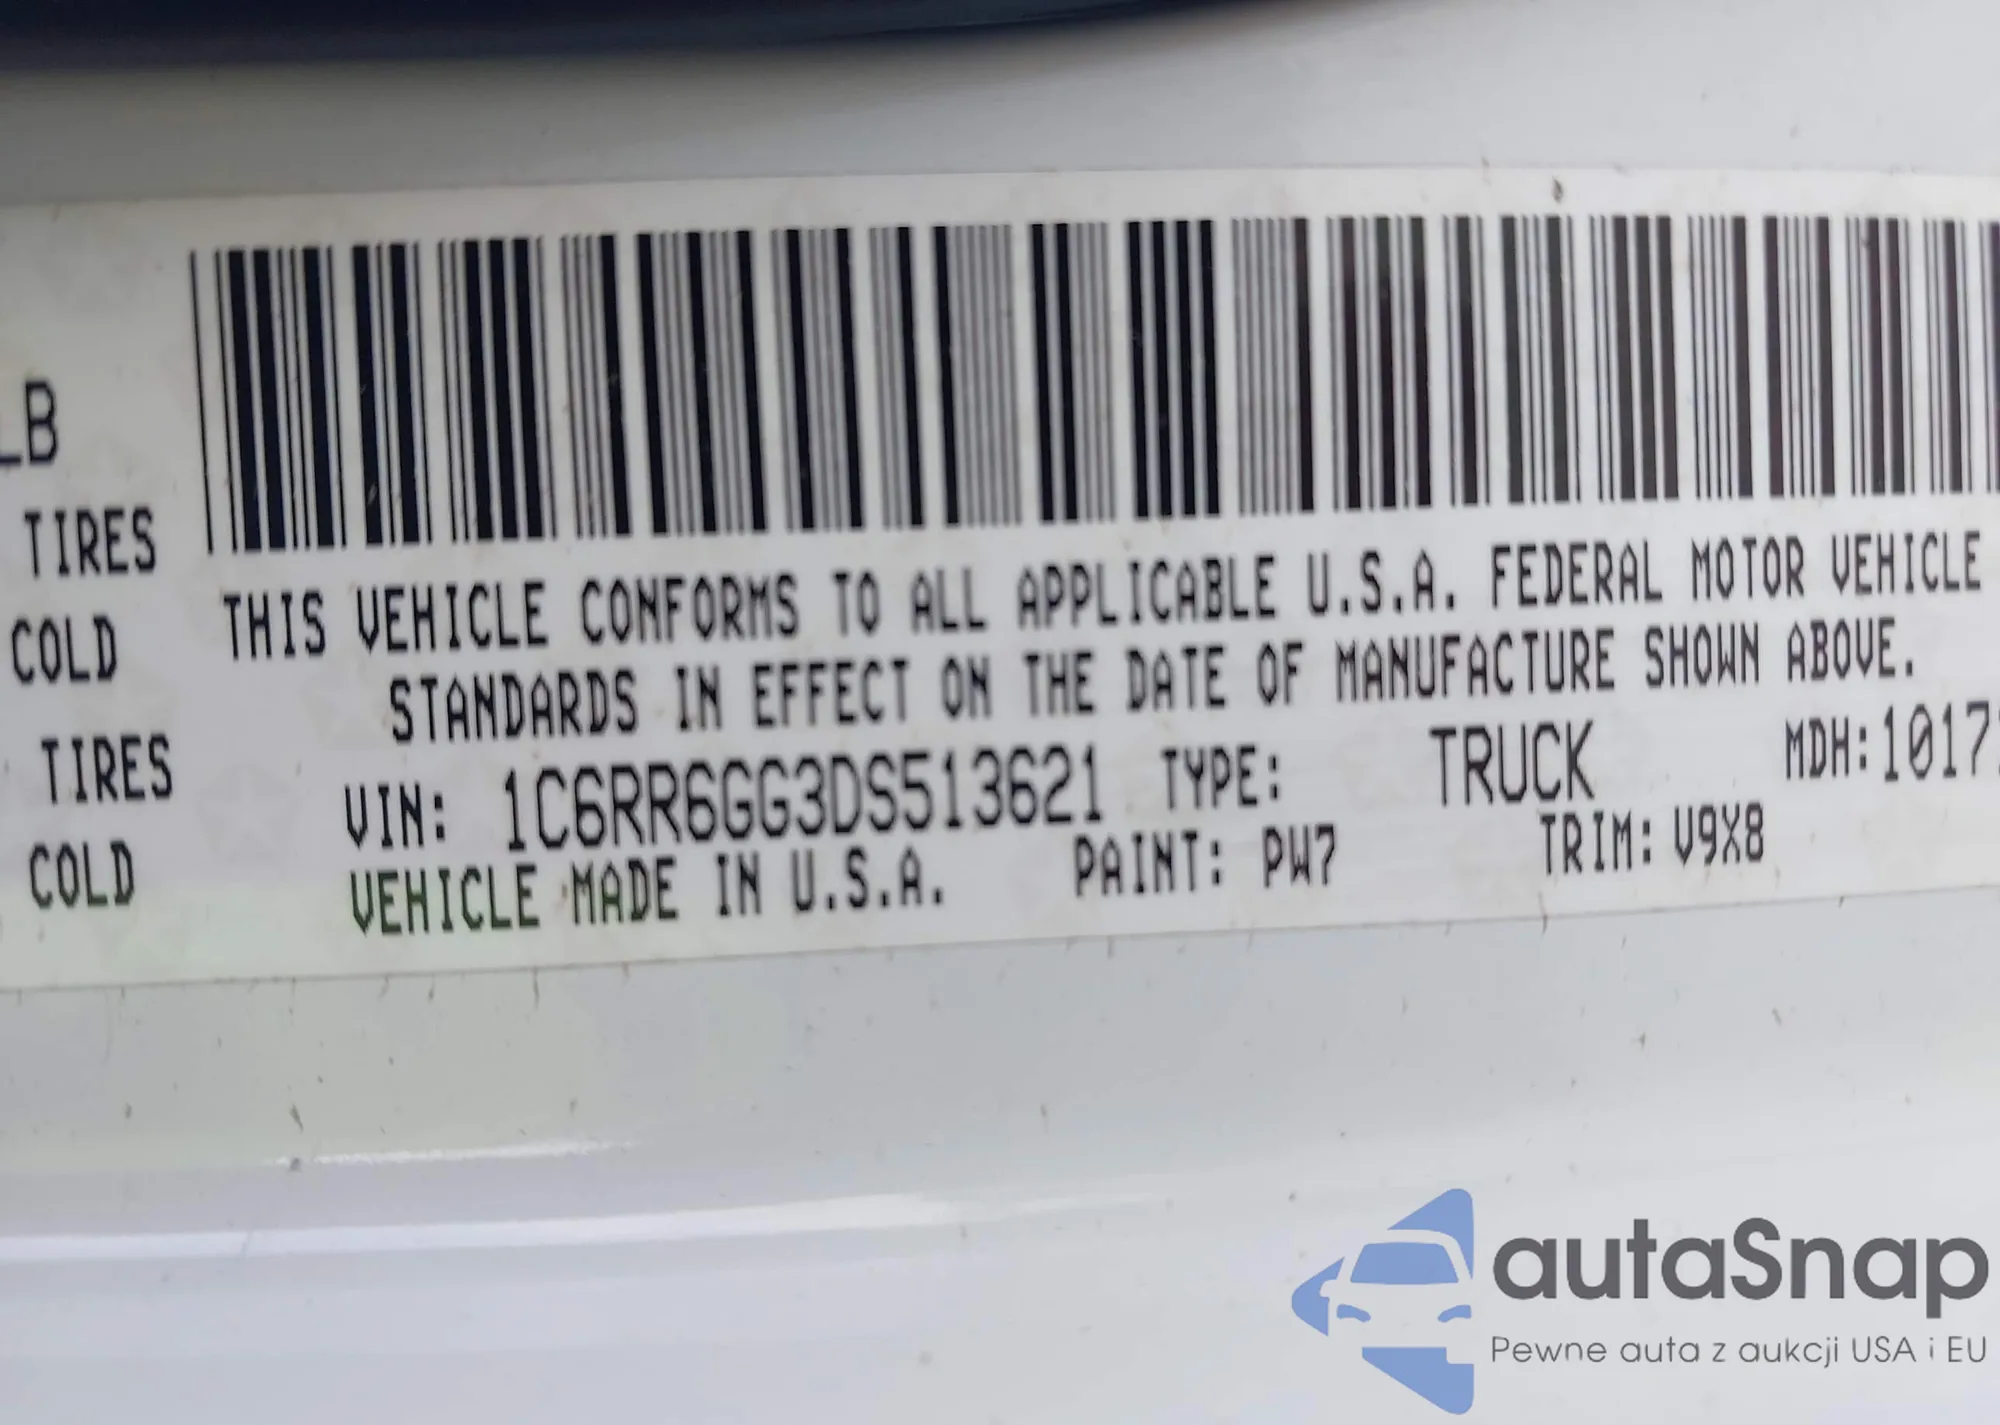 LB
TIRES
COLD
THIS VEHICLE CONFORMS TO ALL APPLICABLE U.S.A. FEDERAL MOTOR VEHICLE
STANDARDS IN EFFECT ON THE DATE OF MANUFACTURE SHOWN ABOVE.
TIRES
VIN: 1C6RR6GG3DS513621 TYPE: TRUCK MDH:1017
COLD
VEHICLE MADE IN U.S.A. PAINT: PW7 TRIM: V9X8
autaSnap
Pewne auta z aukcji USA i EU